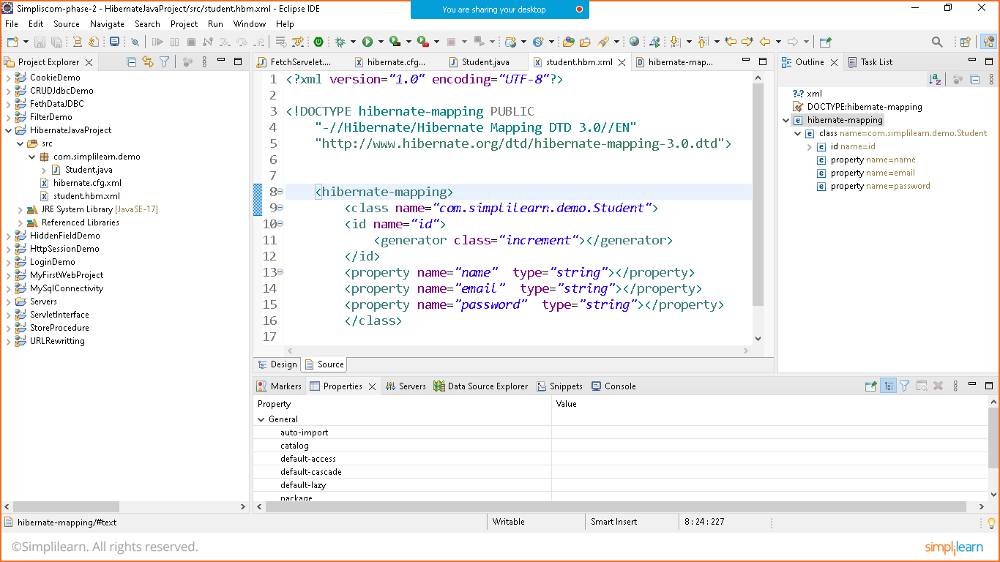 Simpliscom-phase-2 - HibernateJavaProject/src/student.hbm.xml - Eclipse IDE
You are sharing your desktop
File Edit Source Navigate Search Project Run Window Help
Project Explorer
CookieDemo
CRUDJdbcDemo
FethDataJDBC
FilterDemo
HibernateJavaProject
src
com.simplilearn.demo
Student.java
hibernate.cfg.xml
student.hbm.xml
JRE System Library [JavaSE-17]
Referenced Libraries
HiddenFieldDemo
HttpSessionDemo
LoginDemo
MyFirstWebProject
MySqlConnectivity
Servers
ServletInterface
StoreProcedure
URLRewritting
FetchServelet.... hibernate.cfg... Student.java student.hbm.xml hibernate-map...
1 <?xml version="1.0" encoding="UTF-8"?>
2
3 <!DOCTYPE hibernate-mapping PUBLIC
4 "-//Hibernate/Hibernate Mapping DTD 3.0//EN"
5 "http://www.hibernate.org/dtd/hibernate-mapping-3.0.dtd">
6
7
8 <hibernate-mapping>
9 <class name="com.simplilearn.demo.Student">
10 <id name="id">
11 <generator class="increment"></generator>
12 </id>
13 <property name="name"  type="string"></property>
14 <property name="email"  type="string"></property>
15 <property name="password"  type="string"></property>
16 </class>
17
Design Source
Outline Task List
?=? xml
DOCTYPE:hibernate-mapping
hibernate-mapping
class name=com.simplilearn.demo.Student
id name=id
property name=name
property name=email
property name=password
Markers Properties Servers Data Source Explorer Snippets Console
Property Value
General
auto-import
catalog
default-access
default-cascade
default-lazy
package
hibernate-mapping/#text Writable Smart Insert 8 : 24 : 227
©Simplilearn. All rights reserved.
simplilearn